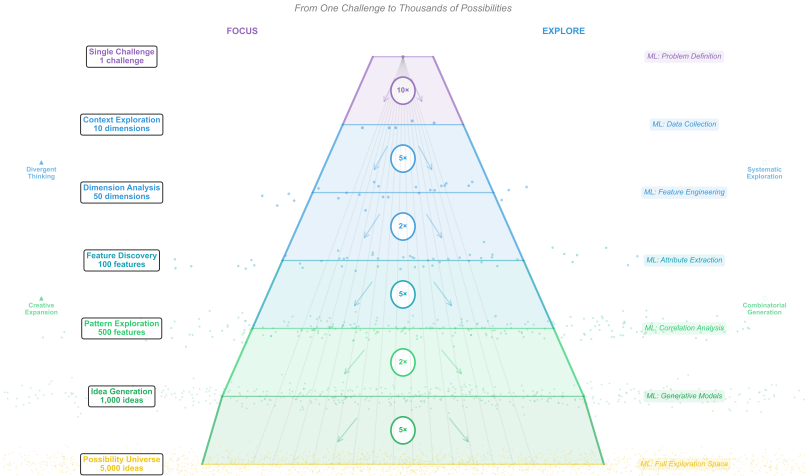 From One Challenge to Thousands of Possibilities
FOCUS
EXPLORE
Single Challenge
1 challenge
ML: Problem Definition
10×
Context Exploration
10 dimensions
ML: Data Collection
5×
▲
Divergent
Thinking
Systematic
Exploration
Dimension Analysis
50 dimensions
ML: Feature Engineering
2×
Feature Discovery
100 features
ML: Attribute Extraction
5×
▲
Creative
Expansion
Combinatorial
Generation
Pattern Exploration
500 features
ML: Correlation Analysis
2×
Idea Generation
1,000 ideas
ML: Generative Models
5×
Possibility Universe
5,000 ideas
ML: Full Exploration Space